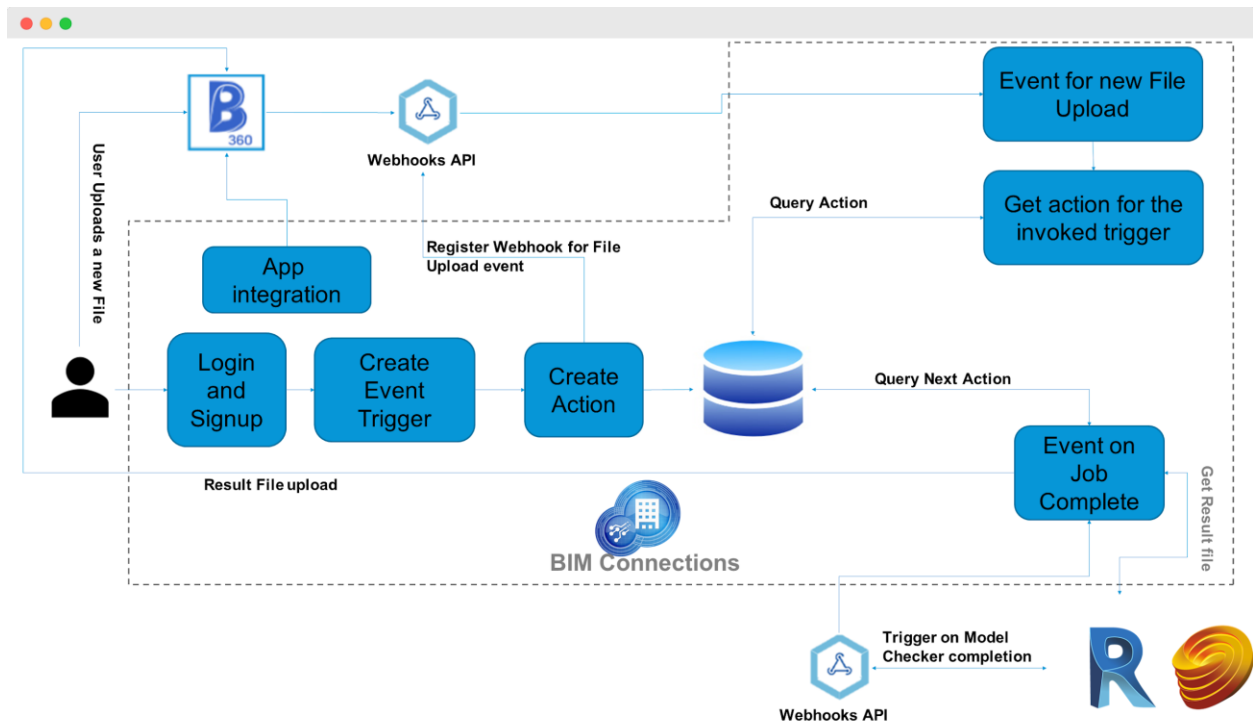 B
360
Webhooks API
Event for new File
Upload
User Uploads a new File
Query Action
Get action for the
invoked trigger
Register Webhook for File
Upload event
App
integration
Login
and
Signup
Create
Event
Trigger
Create
Action
Query Next Action
Event on
Job
Complete
Result File upload
Get Result file
BIM Connections
Trigger on Model
Checker completion
Webhooks API
R